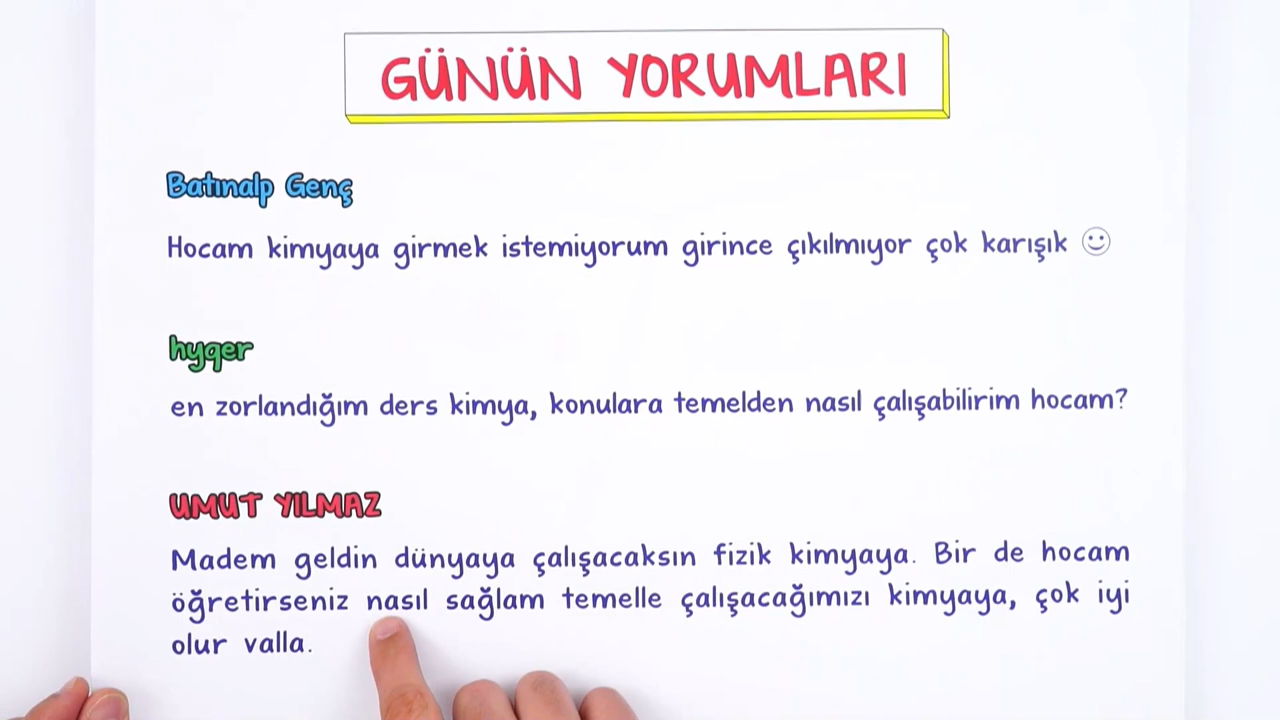 GÜNÜN YORUMLARI
Batınalp Genç
Hocam kimyaya girmek istemiyorum girince çıkılmıyor çok karışık ☺
hyqer
en zorlandığım ders kimya, konulara temelden nasıl çalışabilirim hocam?
UMUT YILMAZ
Madem geldin dünyaya çalışacaksın fizik kimyaya. Bir de hocam
öğretirseniz nasıl sağlam temelle çalışacağımızı kimyaya, çok iyi
olur valla.